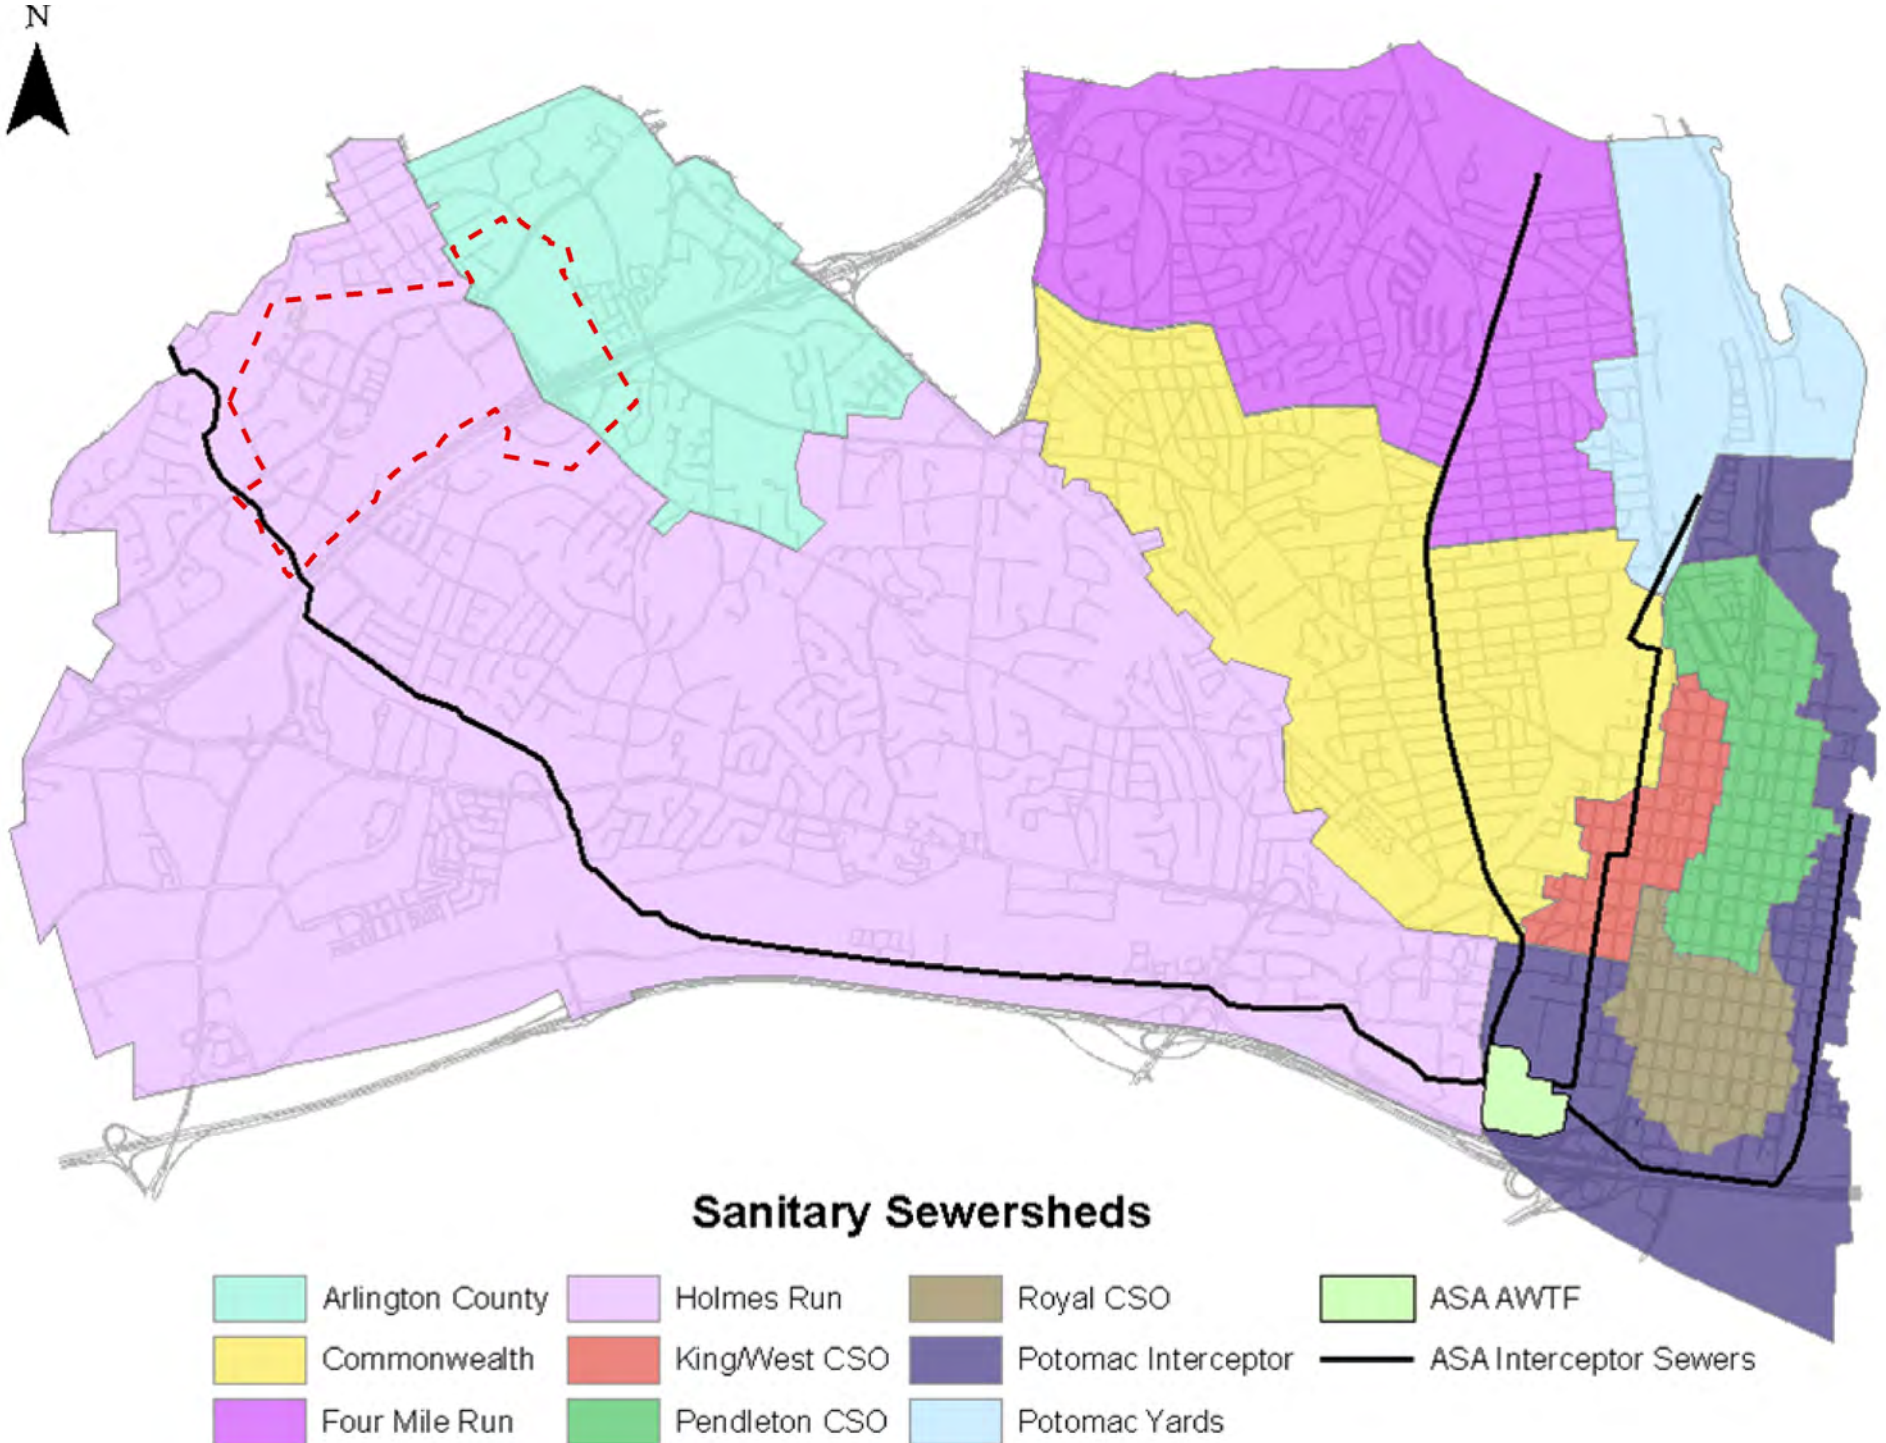 N
Sanitary Sewersheds
Arlington County
Holmes Run
Royal CSO
ASA AWTF
Commonwealth
King/West CSO
Potomac Interceptor
ASA Interceptor Sewers
Four Mile Run
Pendleton CSO
Potomac Yards